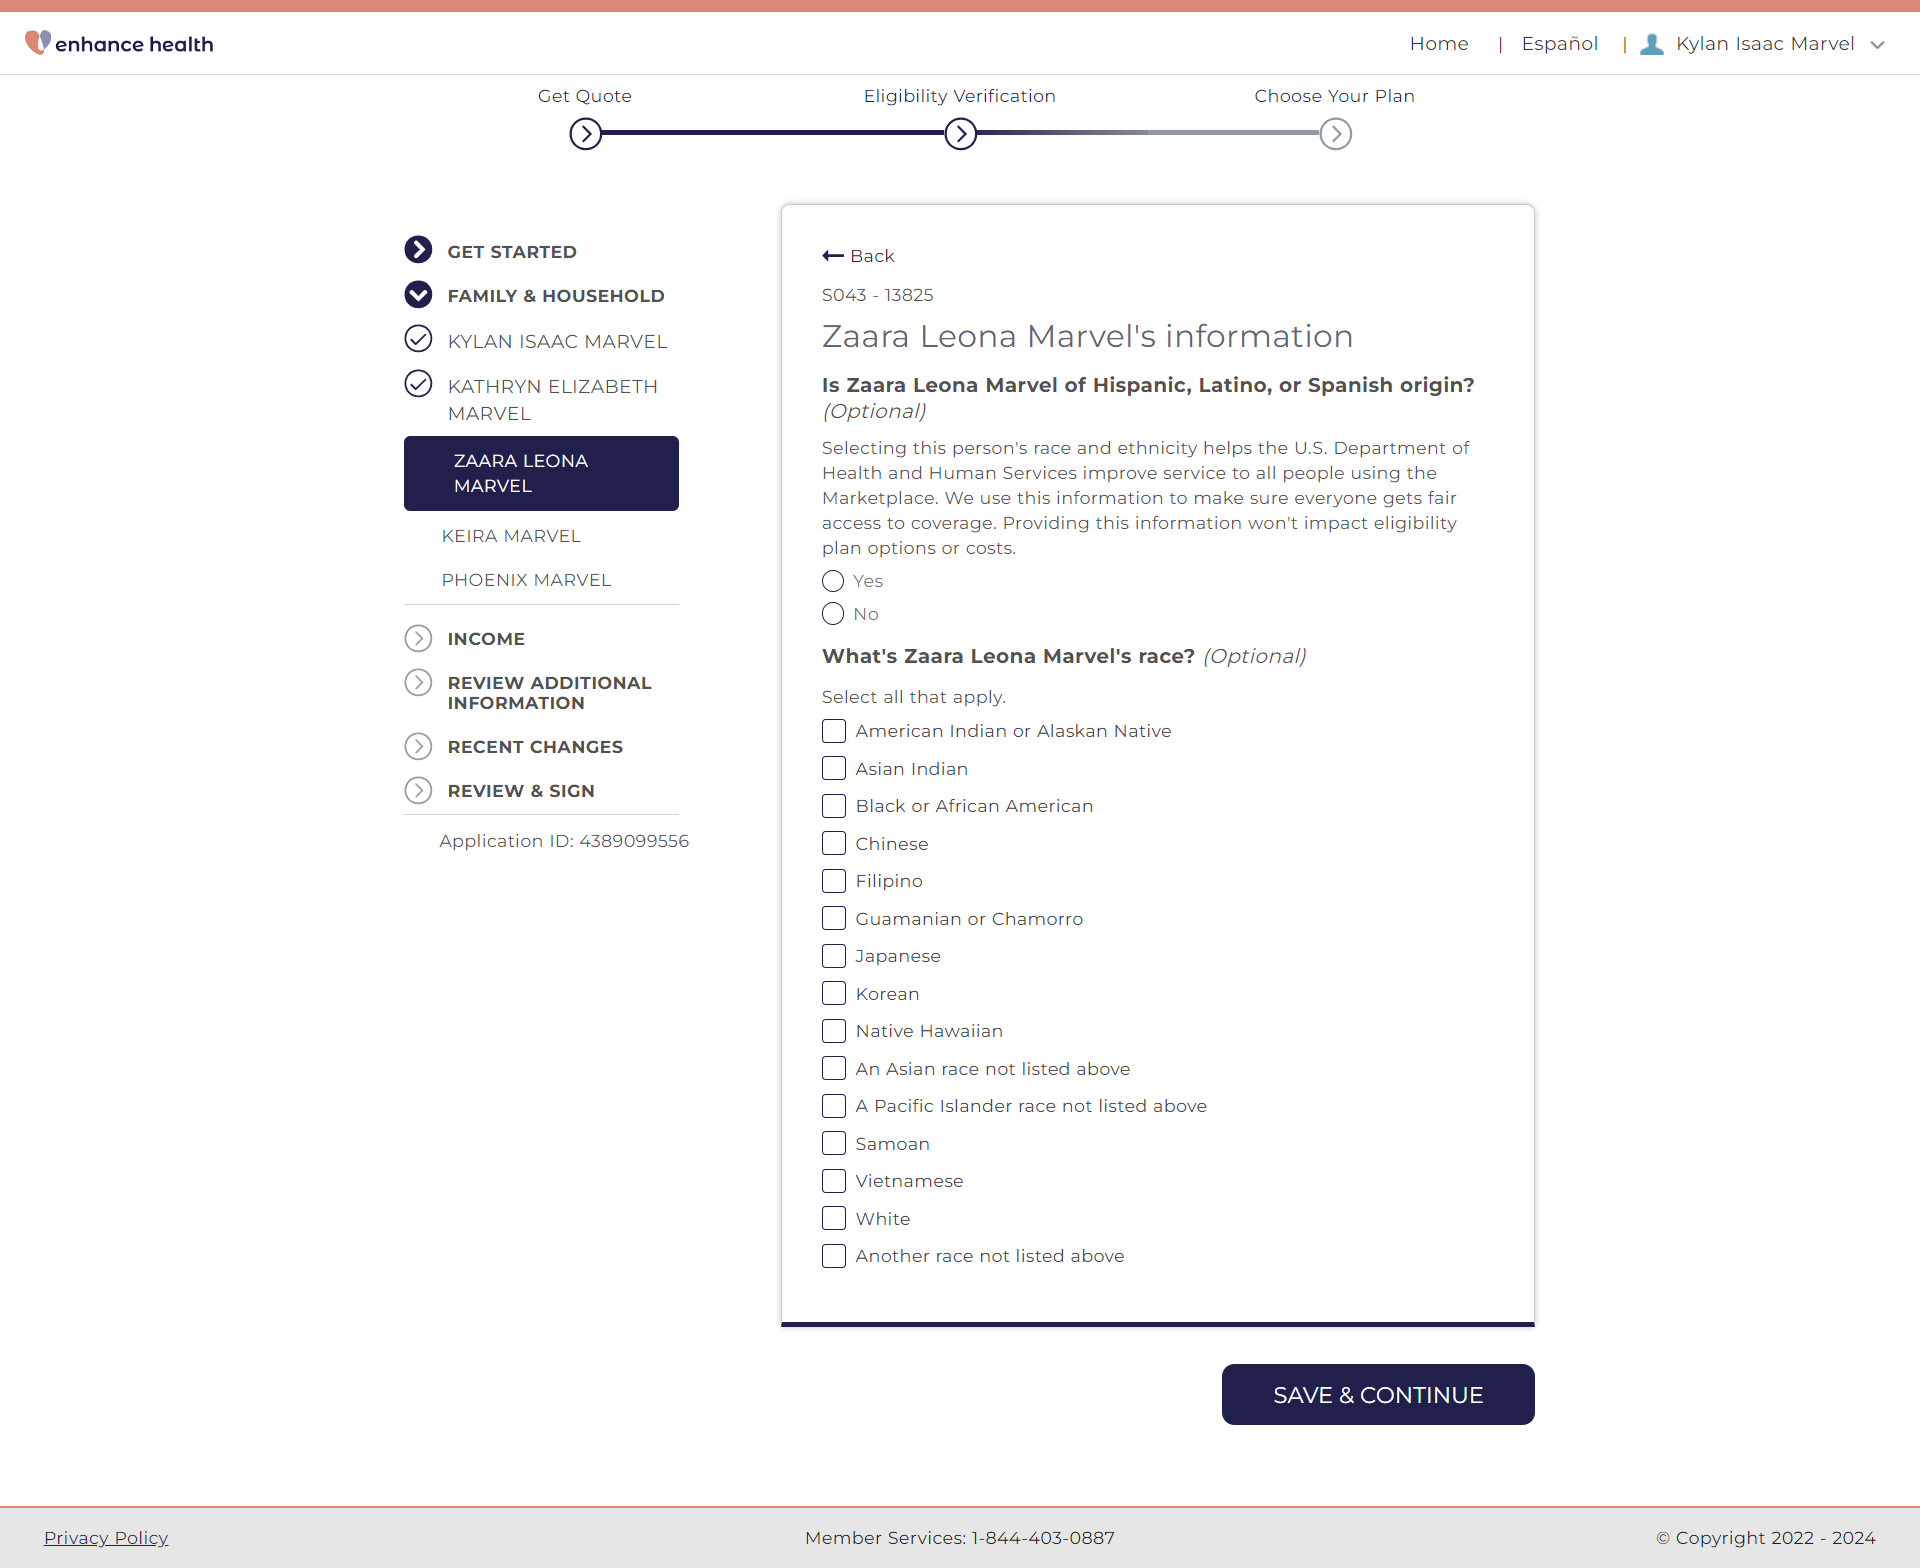 enhance health
Home | Español | Kylan Isaac Marvel
Get Quote
Eligibility Verification
Choose Your Plan
GET STARTED
FAMILY & HOUSEHOLD
KYLAN ISAAC MARVEL
KATHRYN ELIZABETH
MARVEL
ZAARA LEONA
MARVEL
KEIRA MARVEL
PHOENIX MARVEL
INCOME
REVIEW ADDITIONAL
INFORMATION
RECENT CHANGES
REVIEW & SIGN
Application ID: 4389099556
Back
S043 - 13825
Zaara Leona Marvel's information
Is Zaara Leona Marvel of Hispanic, Latino, or Spanish origin?
(Optional)
Selecting this person's race and ethnicity helps the U.S. Department of
Health and Human Services improve service to all people using the
Marketplace. We use this information to make sure everyone gets fair
access to coverage. Providing this information won't impact eligibility
plan options or costs.
Yes
No
What's Zaara Leona Marvel's race? (Optional)
Select all that apply.
American Indian or Alaskan Native
Asian Indian
Black or African American
Chinese
Filipino
Guamanian or Chamorro
Japanese
Korean
Native Hawaiian
An Asian race not listed above
A Pacific Islander race not listed above
Samoan
Vietnamese
White
Another race not listed above
SAVE & CONTINUE
Privacy Policy
Member Services: 1-844-403-0887
© Copyright 2022 - 2024